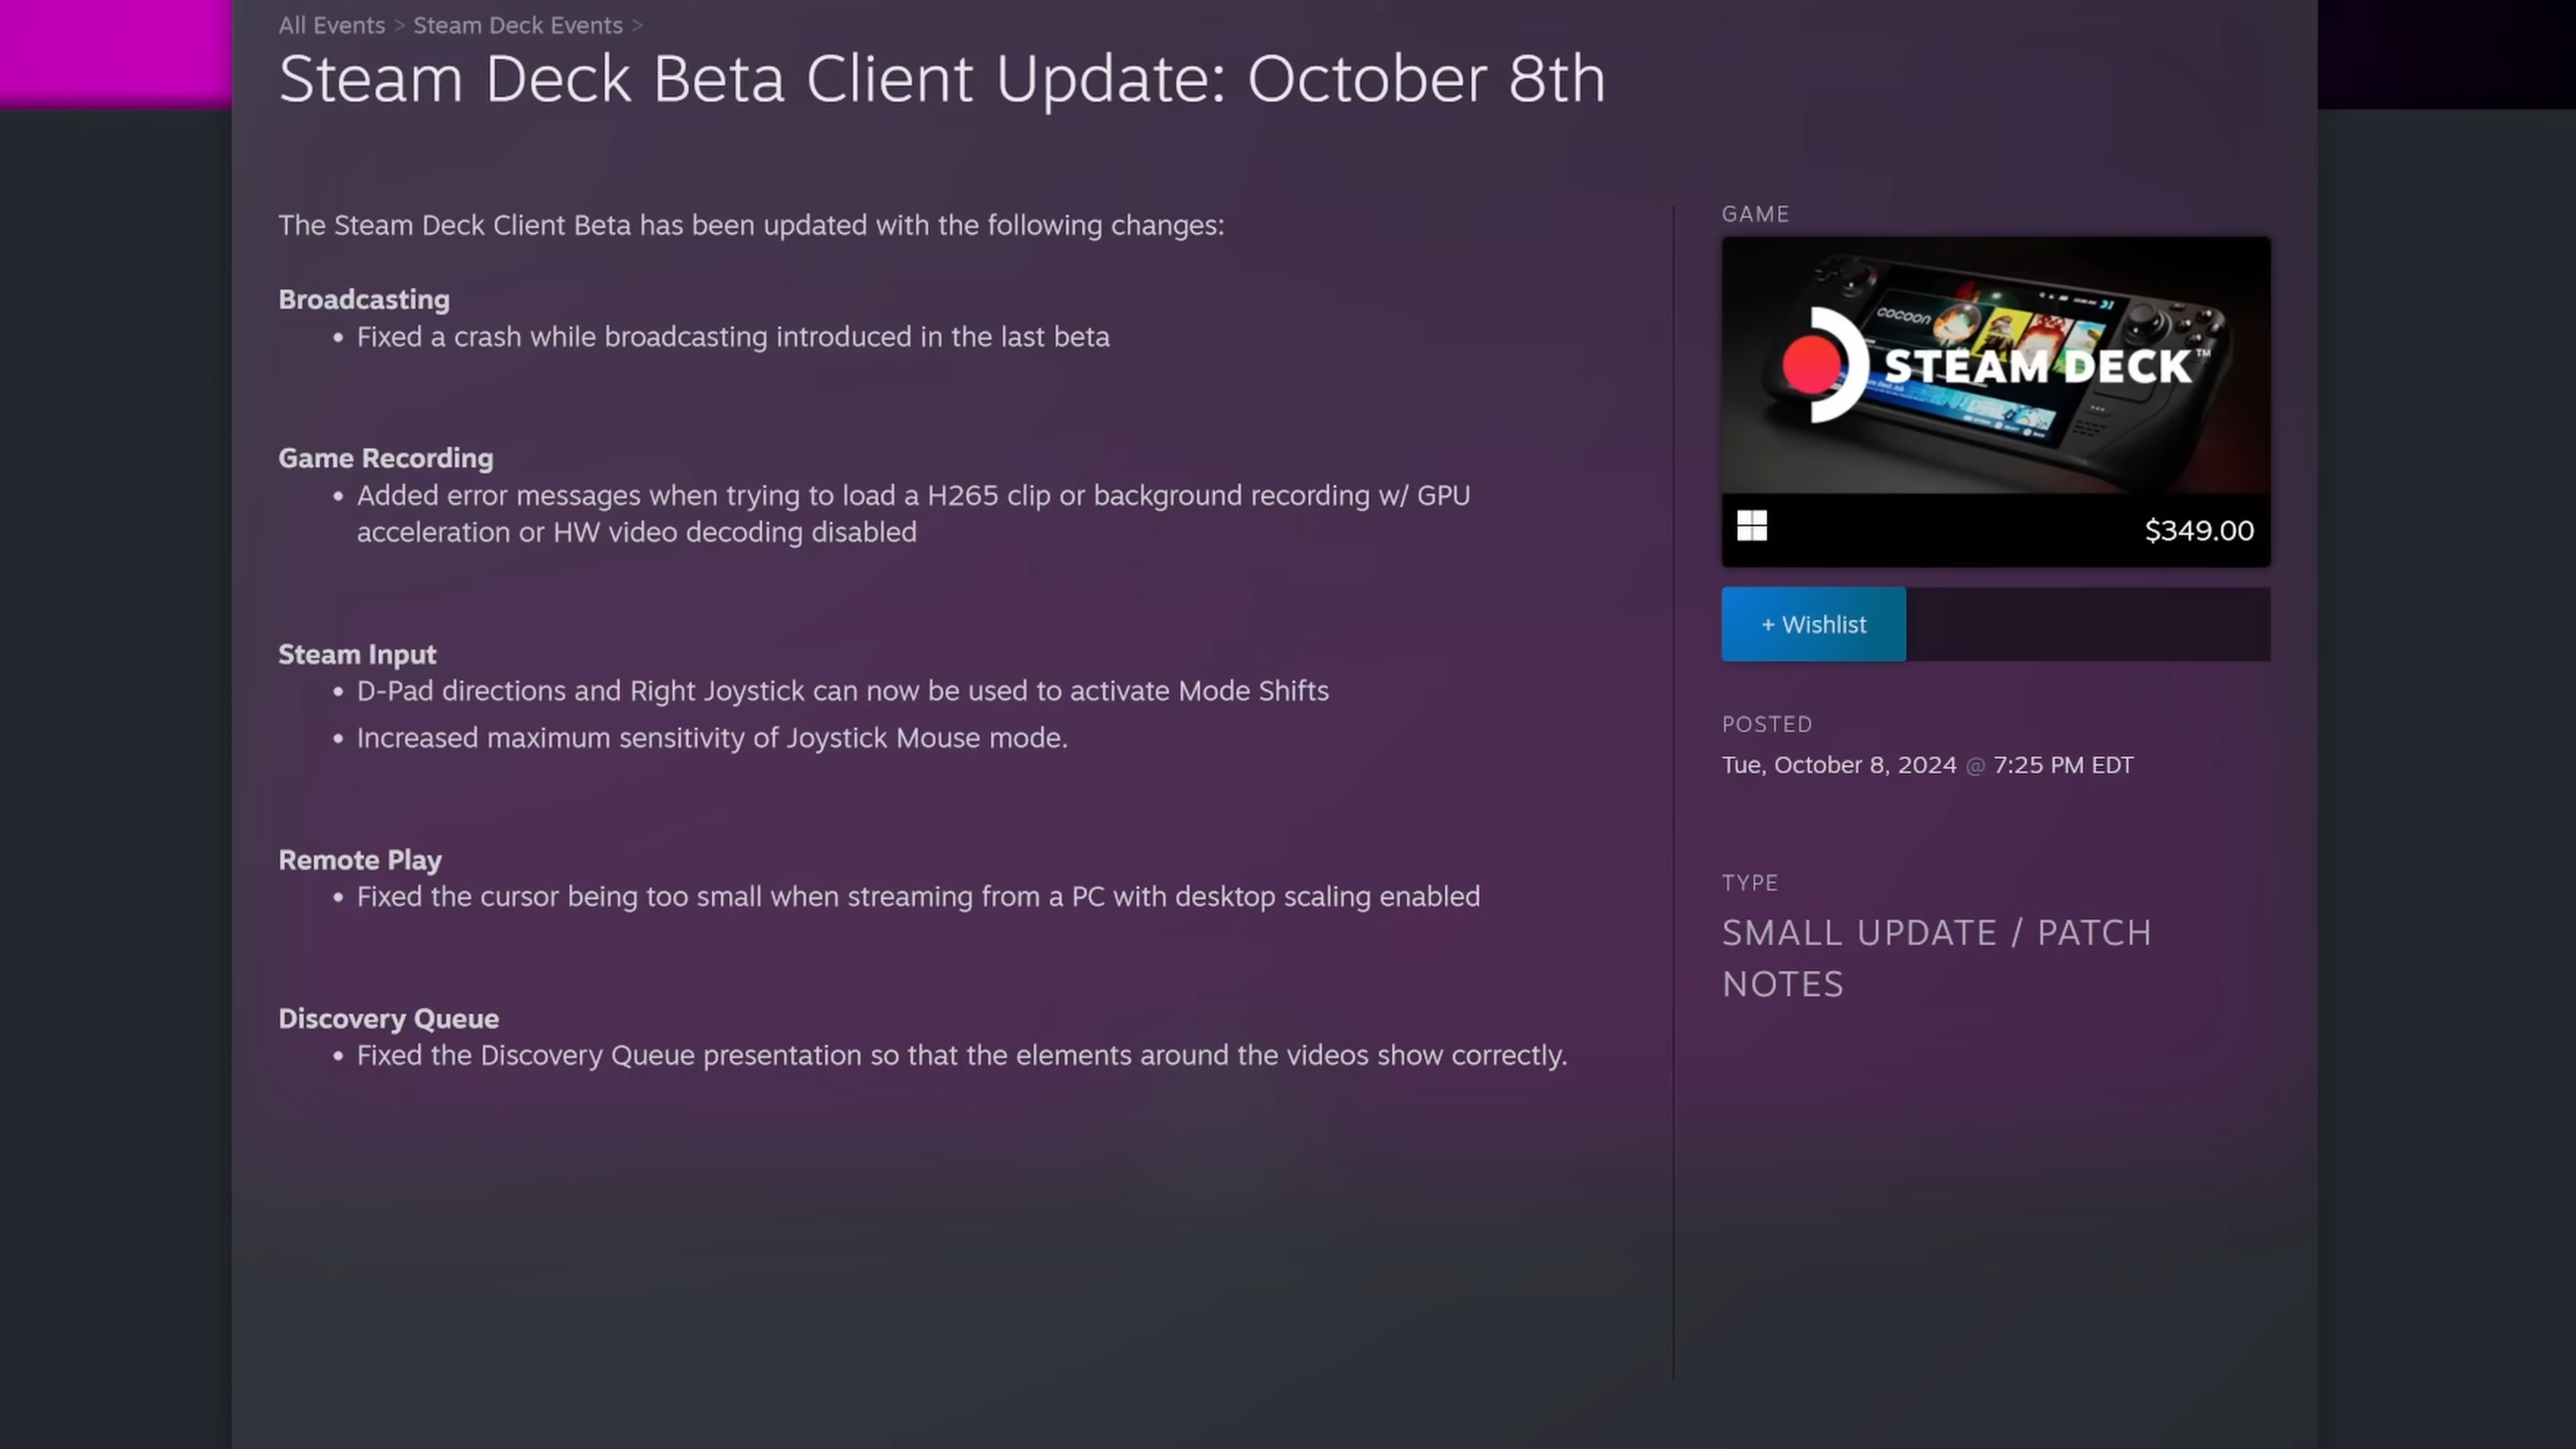 All Events > Steam Deck Events >
Steam Deck Beta Client Update: October 8th
The Steam Deck Client Beta has been updated with the following changes:
Broadcasting
• Fixed a crash while broadcasting introduced in the last beta
Game Recording
• Added error messages when trying to load a H265 clip or background recording w/ GPU
acceleration or HW video decoding disabled
Steam Input
• D-Pad directions and Right Joystick can now be used to activate Mode Shifts
• Increased maximum sensitivity of Joystick Mouse mode.
Remote Play
• Fixed the cursor being too small when streaming from a PC with desktop scaling enabled
Discovery Queue
• Fixed the Discovery Queue presentation so that the elements around the videos show correctly.
GAME
COCOON
STEAM DECK™
$349.00
+ Wishlist
POSTED
Tue, October 8, 2024 @ 7:25 PM EDT
TYPE
SMALL UPDATE / PATCH
NOTES